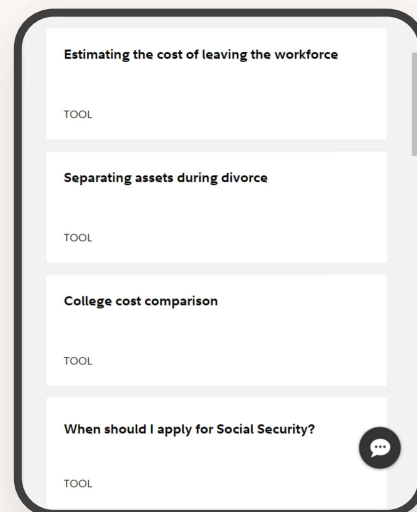 Estimating the cost of leaving the workforce
TOOL
Separating assets during divorce
TOOL
College cost comparison
TOOL
When should I apply for Social Security?
TOOL